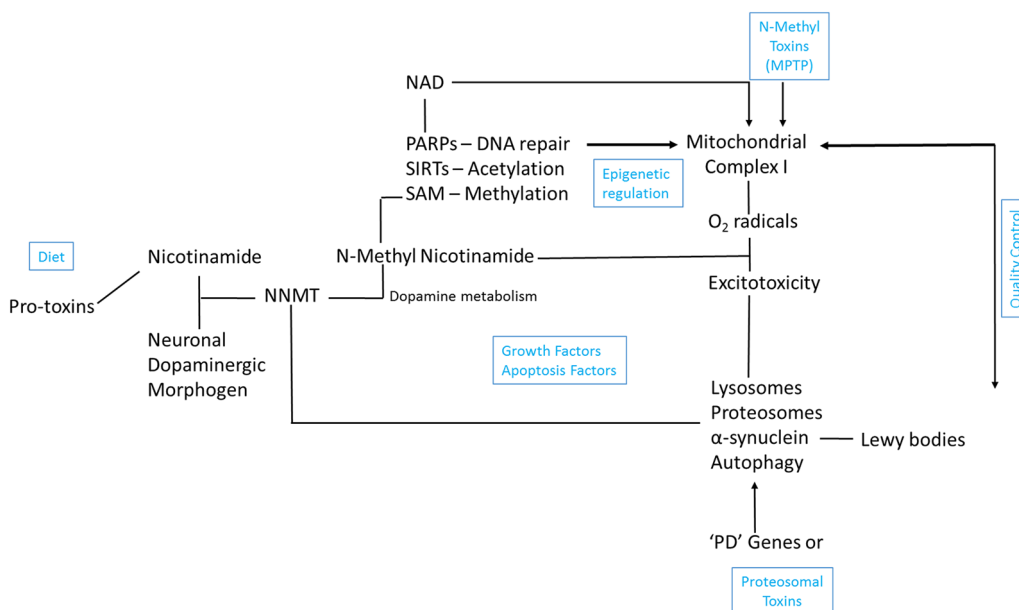 N-Methyl
Toxins
(MPTP)
NAD
PARPs – DNA repair
SIRTs – Acetylation
SAM – Methylation
Epigenetic
regulation
Mitochondrial
Complex I
O₂ radicals
Quality Control
Diet
Nicotinamide
N-Methyl Nicotinamide
Excitotoxicity
Pro-toxins
NNMT
Dopamine metabolism
Neuronal
Dopaminergic
Morphogen
Growth Factors
Apoptosis Factors
Lysosomes
Proteosomes
α-synuclein
Autophagy
Lewy bodies
‘PD’ Genes or
Proteosomal
Toxins